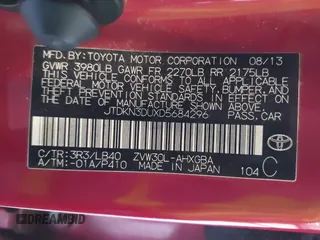 MFD. BY: TOYOTA MOTOR CORPORATION 08/13
GVWR 3980LB GAWR FR 2270LB RR 2175LB
THIS VEHICLE CONFORMS TO ALL APPLICABLE
FEDERAL MOTOR VEHICLE SAFETY, BUMPER, AND
THEFT PREVENTION STANDARDS IN EFFECT ON
THE DATE OF MANUFACTURE SHOWN ABOVE.
JTDKN3DUXD5684296 PASS. CAR
C/TR: 3R3/LB40 ZVW30L-AHXGBA
A/TM: -01A/P410 MADE IN JAPAN 104 C
TOYOTA